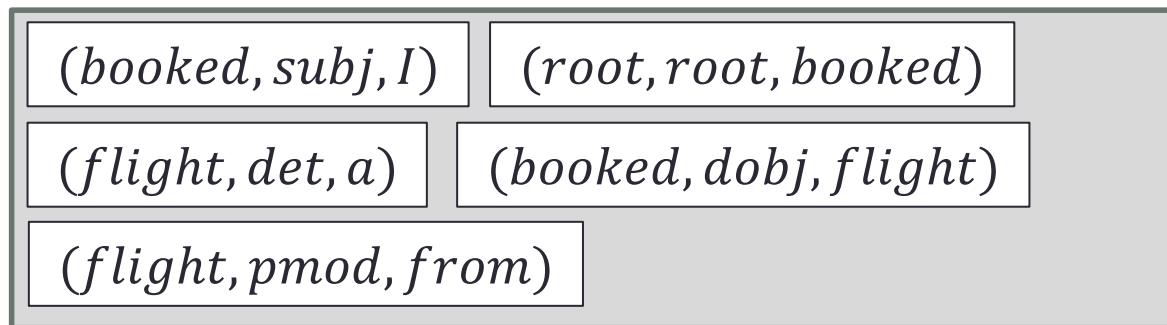 (booked, subj, I) (root, root, booked)
(flight, det, a) (booked, dobj, flight)
(flight, pmod, from)